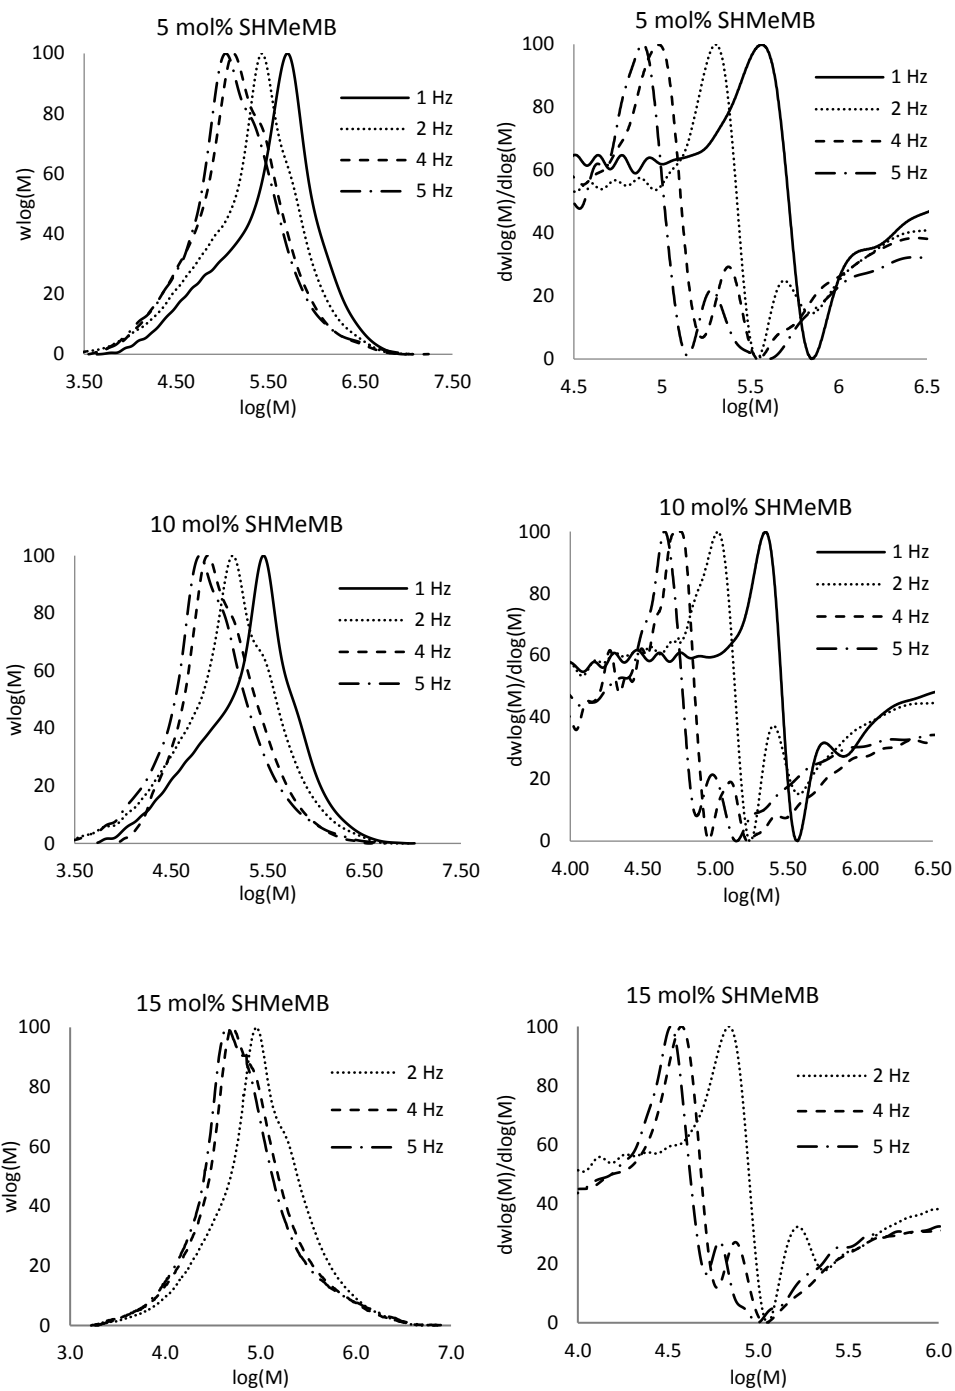 5 mol% SHMeMB
100
80
60
40
20
0
wlog(M)
1 Hz
2 Hz
4 Hz
5 Hz
3.50 4.50 5.50 6.50 7.50
log(M)
5 mol% SHMeMB
100
80
60
40
20
0
dwlog(M)/dlog(M)
1 Hz
2 Hz
4 Hz
5 Hz
4.5 5 5.5 6 6.5
log(M)
10 mol% SHMeMB
100
80
60
40
20
0
wlog(M)
1 Hz
2 Hz
4 Hz
5 Hz
3.50 4.50 5.50 6.50 7.50
log(M)
10 mol% SHMeMB
100
80
60
40
20
0
dwlog(M)/dlog(M)
1 Hz
2 Hz
4 Hz
5 Hz
4.00 4.50 5.00 5.50 6.00 6.50
log(M)
15 mol% SHMeMB
100
80
60
40
20
0
wlog(M)
2 Hz
4 Hz
5 Hz
3.0 4.0 5.0 6.0 7.0
log(M)
15 mol% SHMeMB
100
80
60
40
20
0
dwlog(M)/dlog(M)
2 Hz
4 Hz
5 Hz
4.0 4.5 5.0 5.5 6.0
log(M)